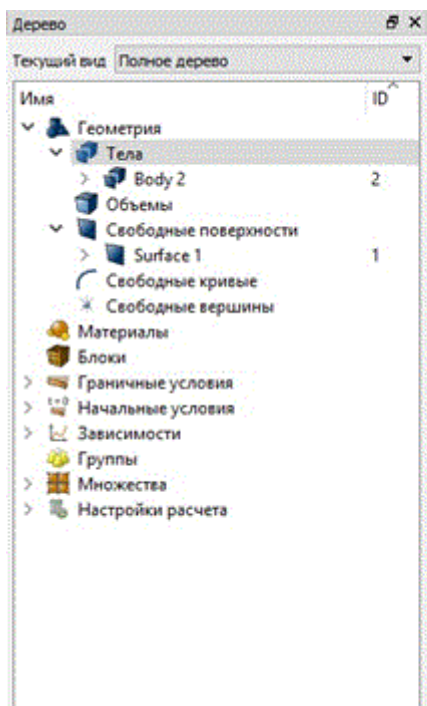 Дерево
Текущий вид Полное дерево
Имя ID
Геометрия
Тела
Body 2 2
Объемы
Свободные поверхности
Surface 1 1
Свободные кривые
Свободные вершины
Материалы
Блоки
Граничные условия
Начальные условия
Зависимости
Группы
Множества
Настройки расчета